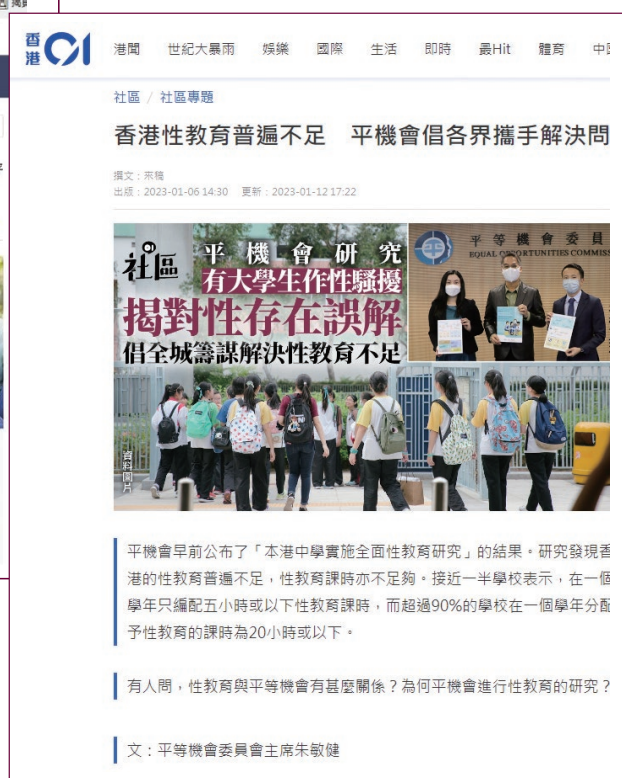 香港01
港聞 世紀大暴雨 娛樂 國際 生活 即時 最Hit 體育 中
社區 / 社區專題
香港性教育普遍不足 平機會倡各界攜手解決問
撰文:
出版:2023-01-06 14:30 更新:2023-01-12 17:22
01社區
平機會研究
有大學生作性騷擾
揭對性存在誤解
倡全城籌謀解決性教育不足
平等機會委員
EQUAL OPPORTUNITIES COMMISS
資料圖片
平機會早前公布了「本港中學實施全面性教育研究」的結果。研究發現香
港的性教育普遍不足,性教育課時亦不足夠。接近一半學校表示,在一個
學年只編配五小時或以下性教育課時,而超過90%的學校在一個學年分配
予性教育的課時為20小時或以下。
有人問,性教育與平等機會有甚麼關係?為何平機會進行性教育的研究?
文:平等機會委員會主席朱敏健